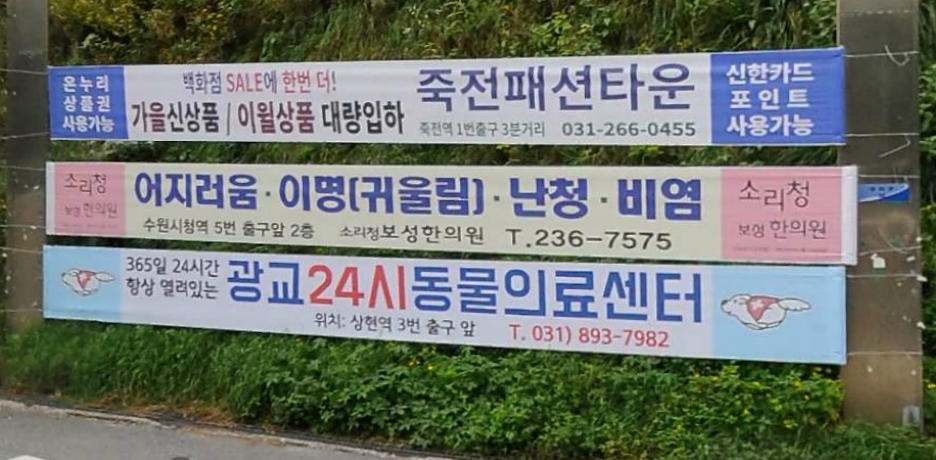 온누리
상품권
사용가능
백화점 SALE에 한번 더!
가을신상품 / 이월상품 대량입하
죽전패션타운
죽전역 1번출구 3분거리 031-266-0455
신한카드
포인트
사용가능
소리청
보성한의원
어지러움·이명(귀울림)·난청·비염
수원시청역 5번 출구앞 2층 소리청보성한의원 T.236-7575
소리청
보성한의원
365일 24시간
항상 열려있는
광교24시동물의료센터
위치: 상현역 3번 출구 앞 T. 031) 893-7982